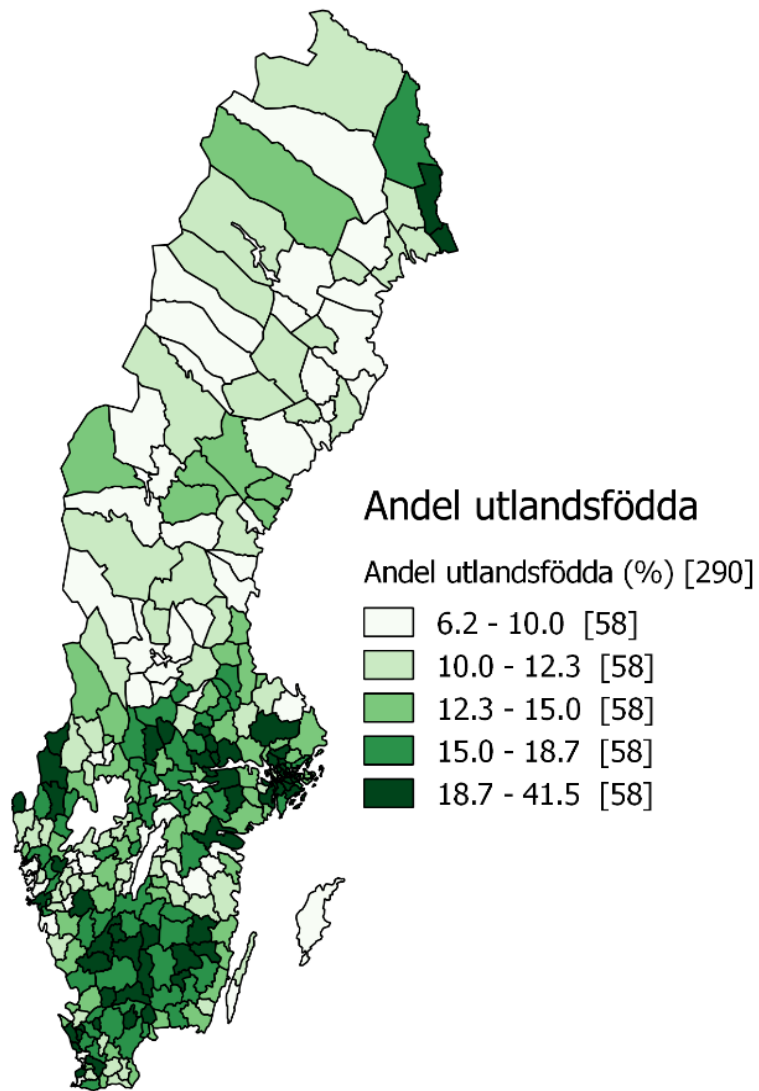 Andel utlandsfödda
Andel utlandsfödda (%) [290]
6.2 - 10.0 [58]
10.0 - 12.3 [58]
12.3 - 15.0 [58]
15.0 - 18.7 [58]
18.7 - 41.5 [58]